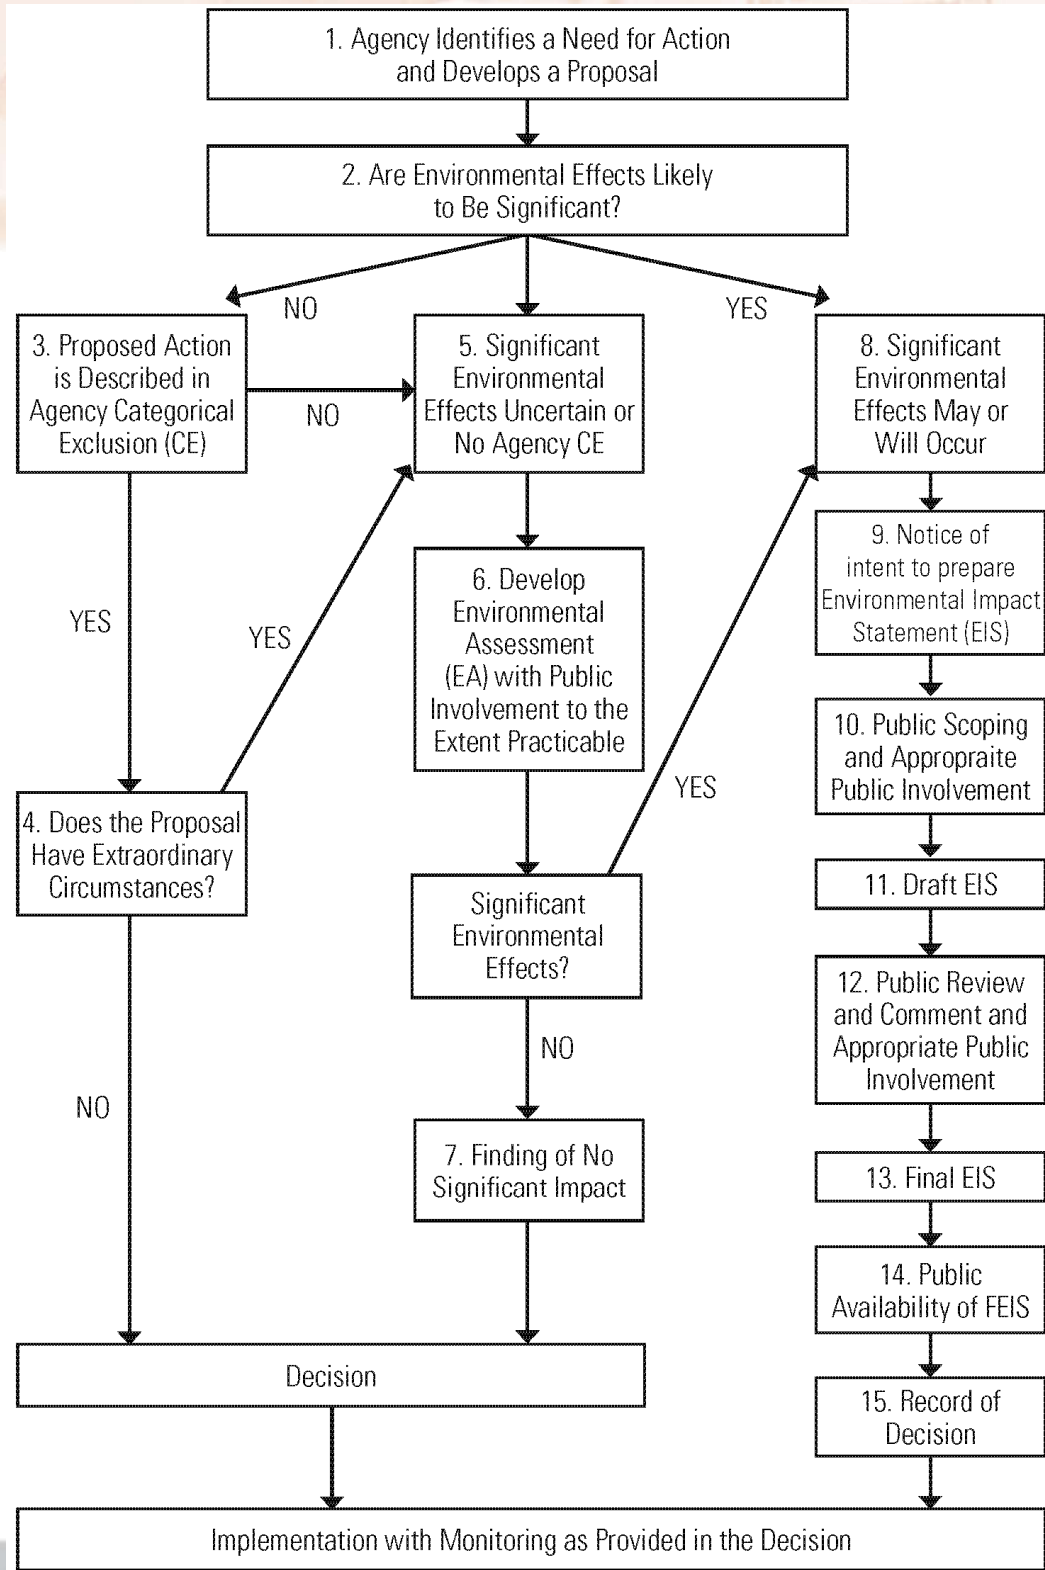 1. Agency Identifies a Need for Action
and Develops a Proposal
2. Are Environmental Effects Likely
to Be Significant?
NO
YES
3. Proposed Action
is Described in
Agency Categorical
Exclusion (CE)
NO
5. Significant
Environmental
Effects Uncertain or
No Agency CE
8. Significant
Environmental
Effects May or
Will Occur
9. Notice of
intent to prepare
Environmental Impact
Statement (EIS)
YES
YES
6. Develop
Environmental
Assessment
(EA) with Public
Involvement to the
Extent Practicable
10. Public Scoping
and Appropraite
Public Involvement
YES
4. Does the Proposal
Have Extraordinary
Circumstances?
Significant
Environmental
Effects?
11. Draft EIS
12. Public Review
and Comment and
Appropriate Public
Involvement
NO
NO
7. Finding of No
Significant Impact
13. Final EIS
14. Public
Availability of FEIS
Decision
15. Record of
Decision
Implementation with Monitoring as Provided in the Decision